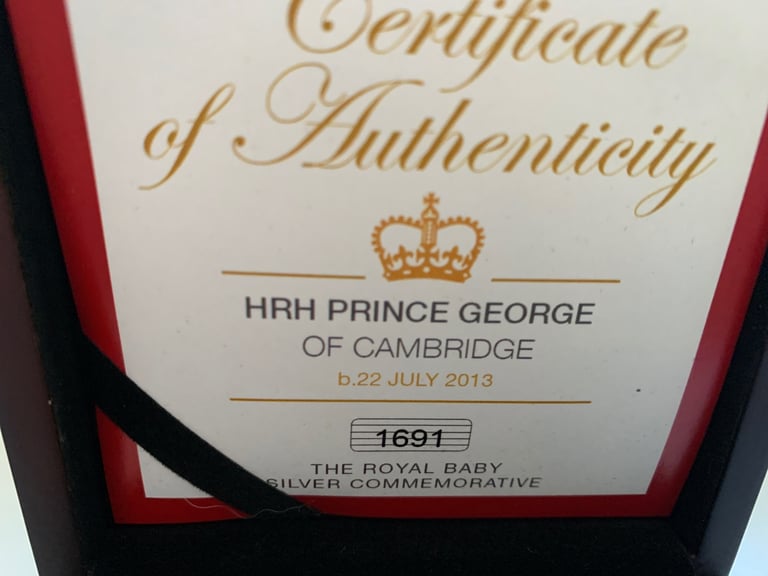 Certificate
of Authenticity
HRH PRINCE GEORGE
OF CAMBRIDGE
b.22 JULY 2013
1691
THE ROYAL BABY
SILVER COMMEMORATIVE